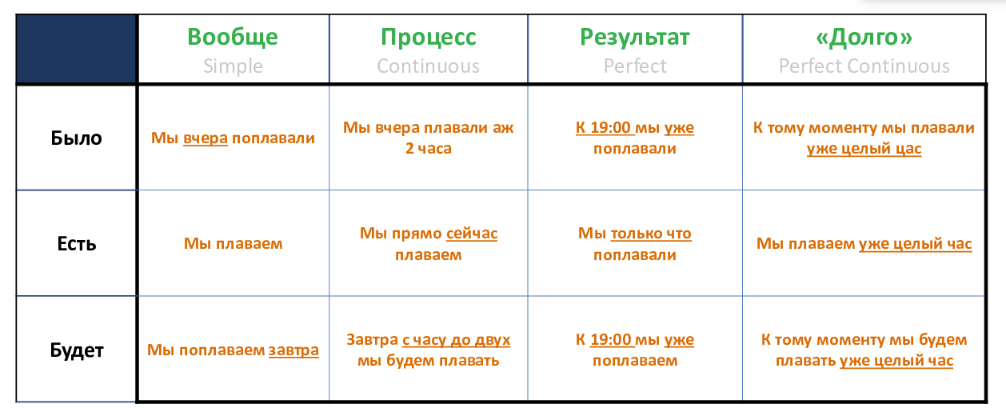 Вообще
Simple
Процесс
Continuous
Результат
Perfect
«Долго»
Perfect Continuous
Было
Мы вчера поплавали
Мы вчера плавали аж
2 часа
К 19:00 мы уже
поплавали
К тому моменту мы плавали
уже целый цас
Есть
Мы плаваем
Мы прямо сейчас
плаваем
Мы только что
поплавали
Мы плаваем уже целый час
Будет
Мы поплаваем завтра
Завтра с часу до двух
мы будем плавать
К 19:00 мы уже
поплаваем
К тому моменту мы будем
плавать уже целый час